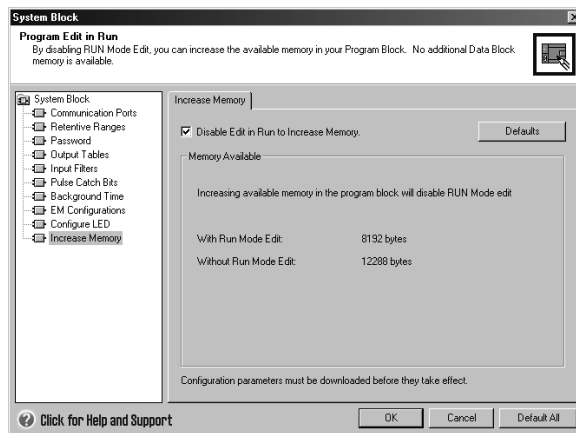 System Block
Program Edit in Run
By disabling RUN Mode Edit, you can increase the available memory in your Program Block. No additional Data Block
memory is available.
System Block
Communication Ports
Retentive Ranges
Password
Output Tables
Input Filters
Pulse Catch Bits
Background Time
EM Configurations
Configure LED
Increase Memory
Increase Memory
Disable Edit in Run to Increase Memory.
Defaults
Memory Available
Increasing available memory in the program block will disable RUN Mode edit
With Run Mode Edit: 8192 bytes
Without Run Mode Edit: 12288 bytes
Configuration parameters must be downloaded before they take effect.
Click for Help and Support
OK
Cancel
Default All